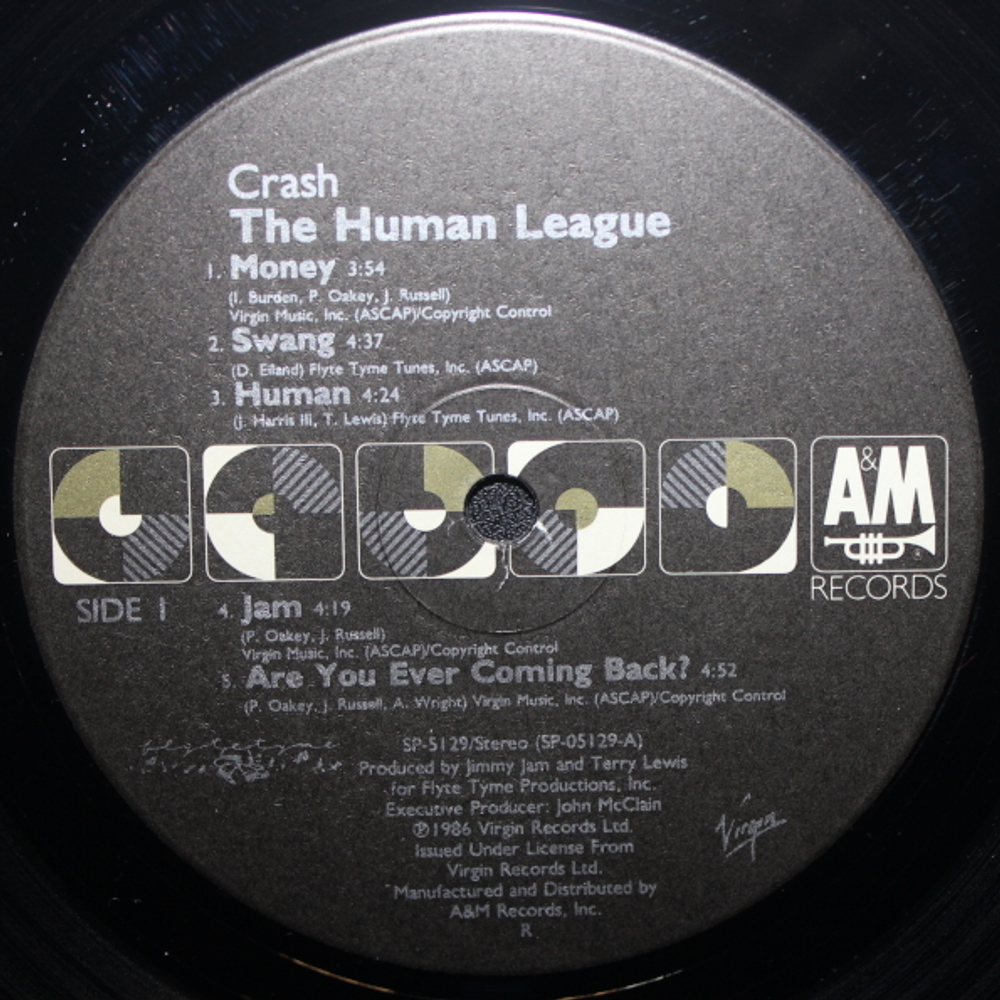 Crash
The Human League
1. Money 3:54
(I. Burden, P. Oakey, J. Russell)
Virgin Music, Inc. (ASCAP)/Copyright Control
2. Swang 4:37
(D. Eiland) Flyte Tyme Tunes, Inc. (ASCAP)
3. Human 4:24
(J. Harris III, T. Lewis) Flyte Tyme Tunes, Inc. (ASCAP)
A&M
®
RECORDS
SIDE 1
4. Jam 4:19
(P. Oakey, J. Russell)
Virgin Music, Inc. (ASCAP)/Copyright Control
5. Are You Ever Coming Back? 4:52
(P. Oakey, J. Russell, A. Wright) Virgin Music, Inc. (ASCAP)/Copyright Control
SP-5129/Stereo (SP-05129-A)
Produced by Jimmy Jam and Terry Lewis
for Flyte Tyme Productions, Inc.
Executive Producer: John McClain
℗1986 Virgin Records Ltd.
Issued Under License From
Virgin Records Ltd.
Manufactured and Distributed by
A&M Records, Inc.
R
Virgin